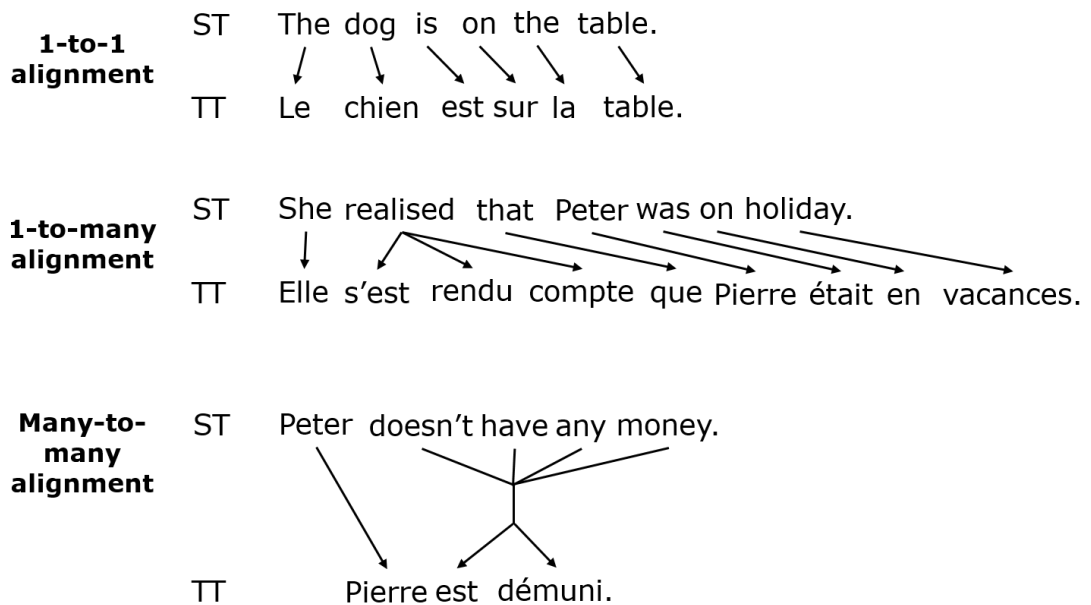 1-to-1
alignment
ST The dog is on the table.
TT Le chien est sur la table.
1-to-many
alignment
ST She realised that Peter was on holiday.
TT Elle s’est rendu compte que Pierre était en vacances.
Many-to-
many
alignment
ST Peter doesn’t have any money.
TT Pierre est démuni.